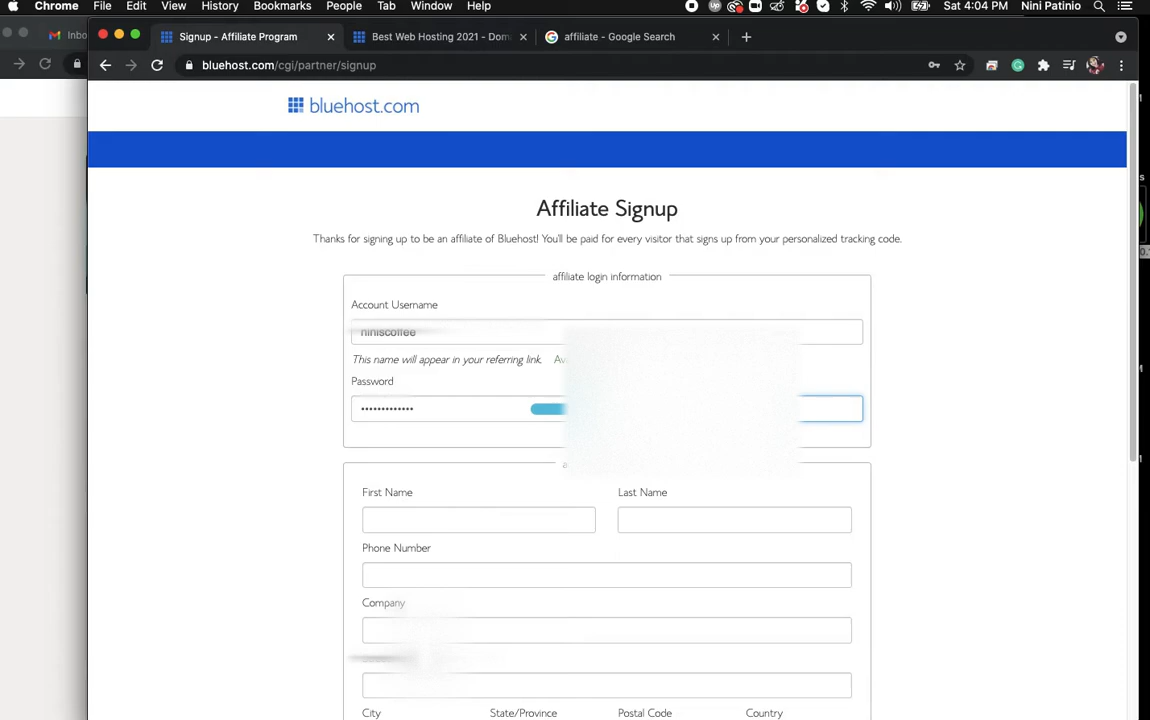 Chrome File Edit View History Bookmarks People Tab Window Help Sat 4:04 PM Nini Patinio
Inbo
Signup - Affiliate Program
Best Web Hosting 2021 - Dom
affiliate - Google Search
bluehost.com/cgi/partner/signup
bluehost.com
Affiliate Signup
Thanks for signing up to be an affiliate of Bluehost! You'll be paid for every visitor that signs up from your personalized tracking code.
affiliate login information
Account Username
niniscoffee
This name will appear in your referring link. Av
Password
•••••••••••••
First Name Last Name
Phone Number
Company
City State/Province Postal Code Country